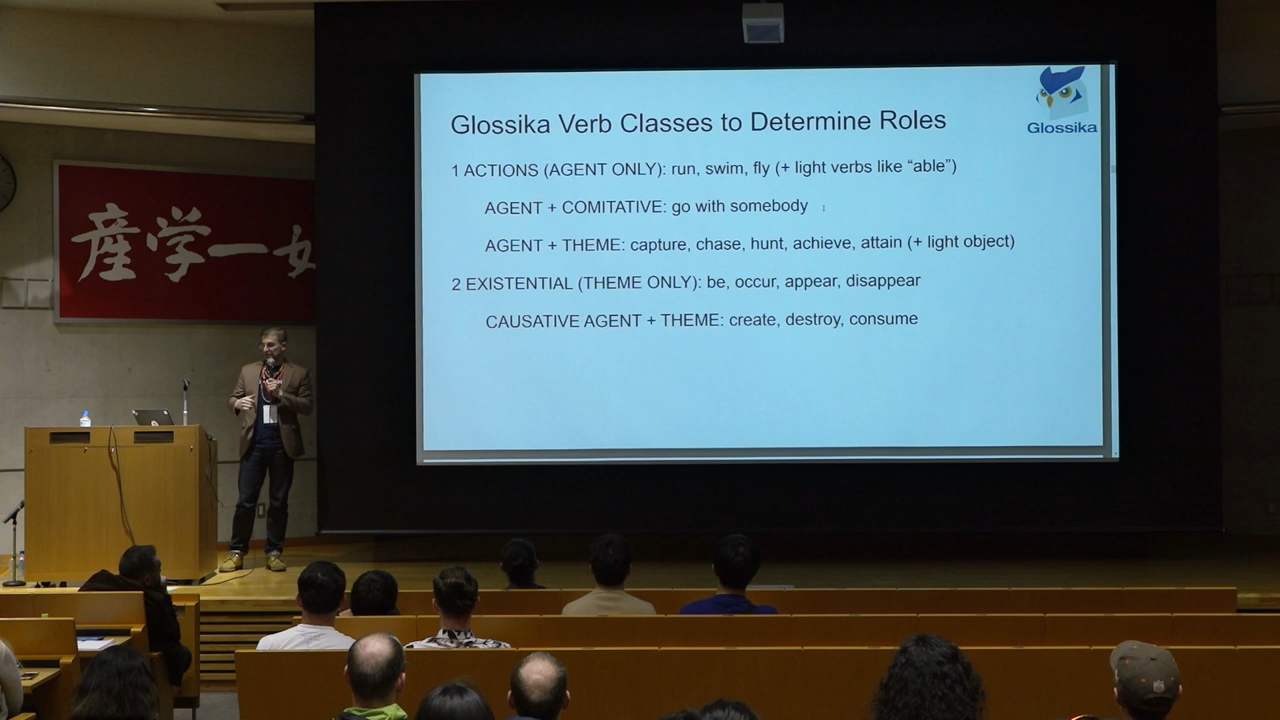 Glossika Verb Classes to Determine Roles
Glossika
1 ACTIONS (AGENT ONLY): run, swim, fly (+ light verbs like “able”)
AGENT + COMITATIVE: go with somebody
AGENT + THEME: capture, chase, hunt, achieve, attain (+ light object)
2 EXISTENTIAL (THEME ONLY): be, occur, appear, disappear
CAUSATIVE AGENT + THEME: create, destroy, consume
産学一如